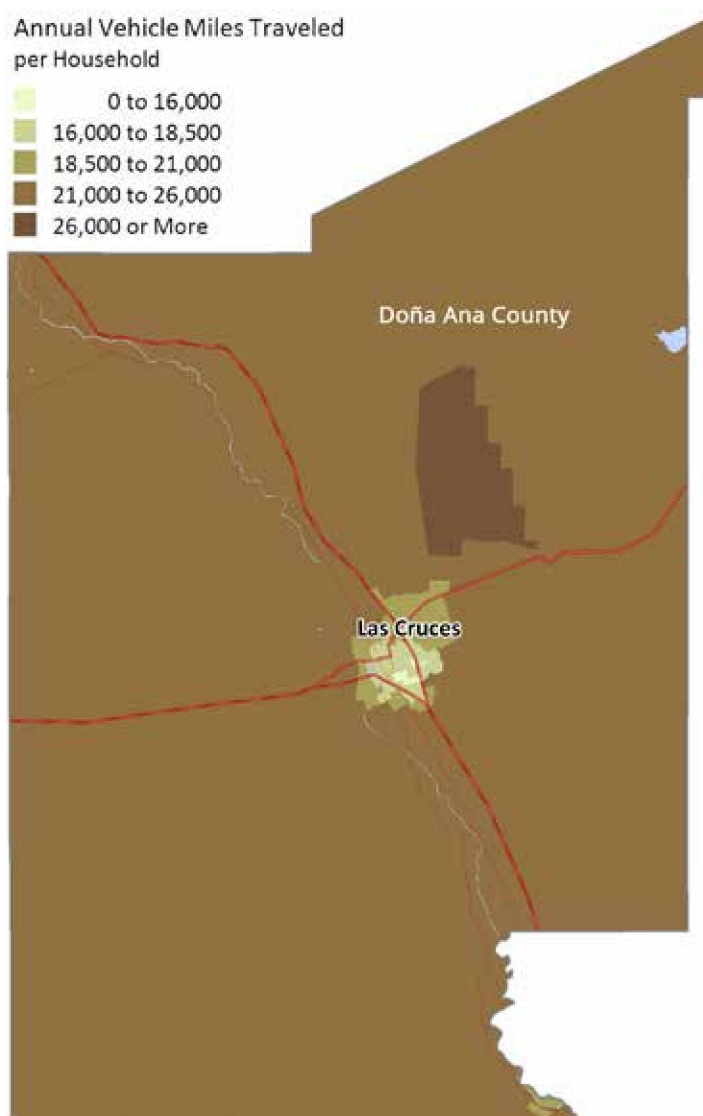 Annual Vehicle Miles Traveled
per Household
0 to 16,000
16,000 to 18,500
18,500 to 21,000
21,000 to 26,000
26,000 or More
Doña Ana County
Las Cruces